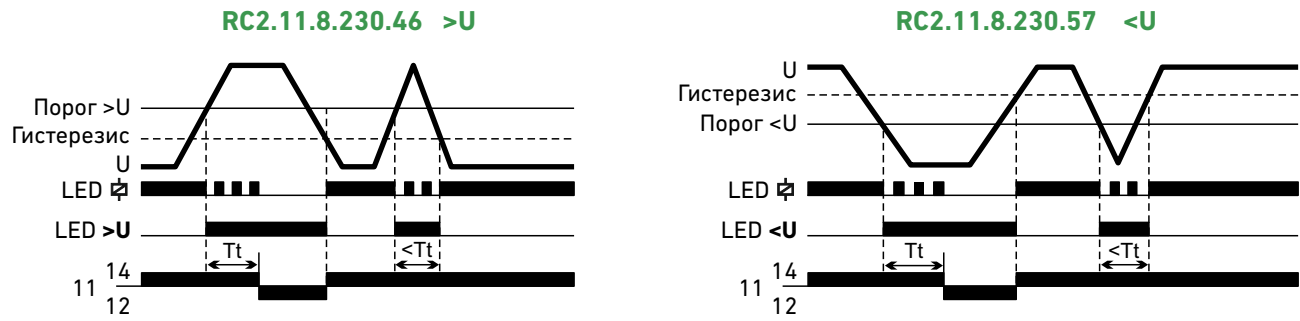 RC2.11.8.230.46 >U
Порог >U
Гистерезис
U
LED
LED >U
Tt
<Tt
11
14
12
RC2.11.8.230.57 <U
U
Гистерезис
Порог <U
LED
LED <U
Tt
<Tt
11
14
12